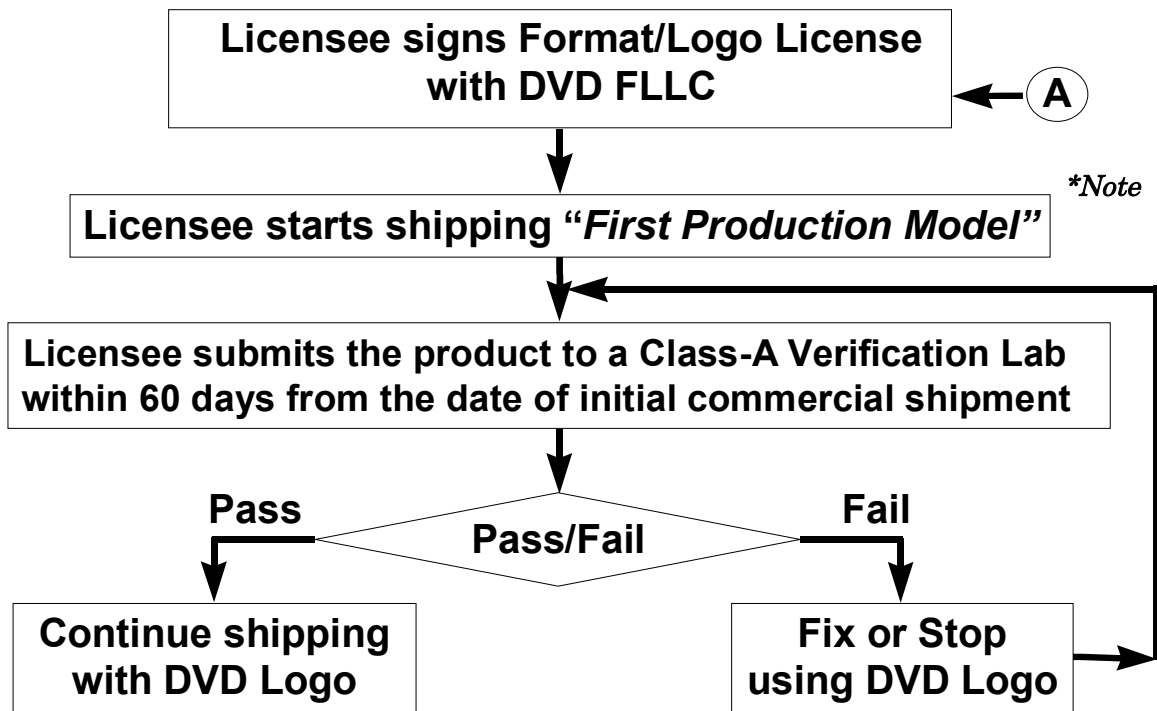 Licensee signs Format/Logo License
with DVD FLLC
A
*Note
Licensee starts shipping “First Production Model”
Licensee submits the product to a Class-A Verification Lab
within 60 days from the date of initial commercial shipment
Pass
Fail
Pass/Fail
Continue shipping
with DVD Logo
Fix or Stop
using DVD Logo